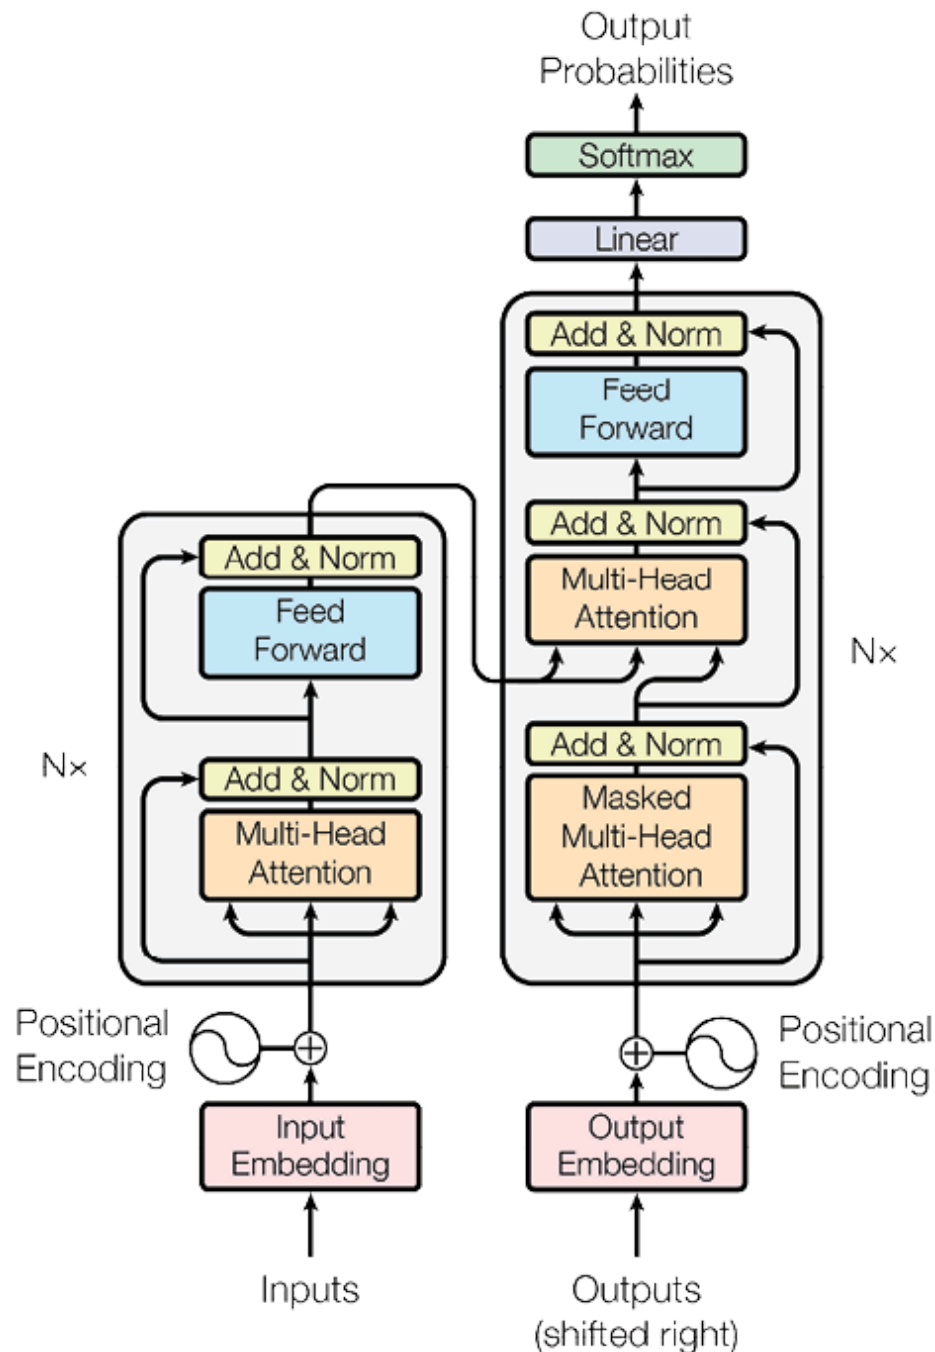 Output
Probabilities
Softmax
Linear
Add & Norm
Feed
Forward
Add & Norm
Multi-Head
Attention
Add & Norm
Masked
Multi-Head
Attention
Nx
Add & Norm
Feed
Forward
Add & Norm
Multi-Head
Attention
Nx
Positional
Encoding
Positional
Encoding
Input
Embedding
Output
Embedding
Inputs
Outputs
(shifted right)